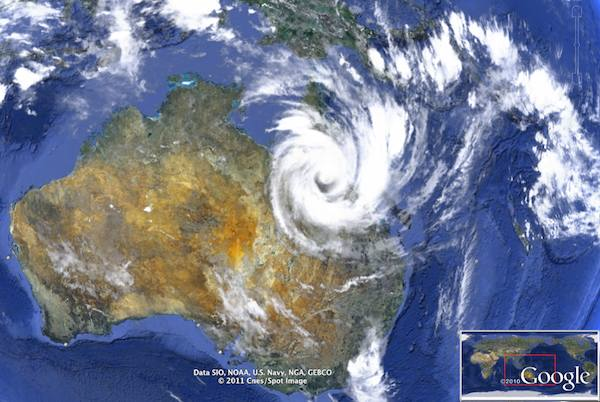 Data SIO, NOAA, U.S. Navy, NGA, GEBCO
© 2011 Cnes/Spot Image
©2010 Google